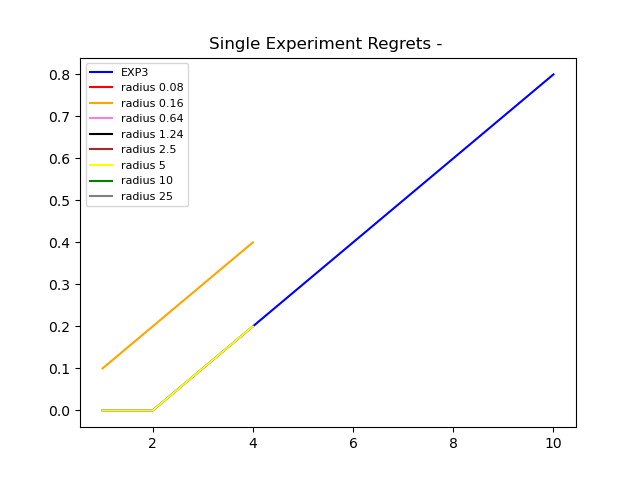 Single Experiment Regrets -
EXP3
radius 0.08
radius 0.16
radius 0.64
radius 1.24
radius 2.5
radius 5
radius 10
radius 25
0.8
0.7
0.6
0.5
0.4
0.3
0.2
0.1
0.0
2 4 6 8 10